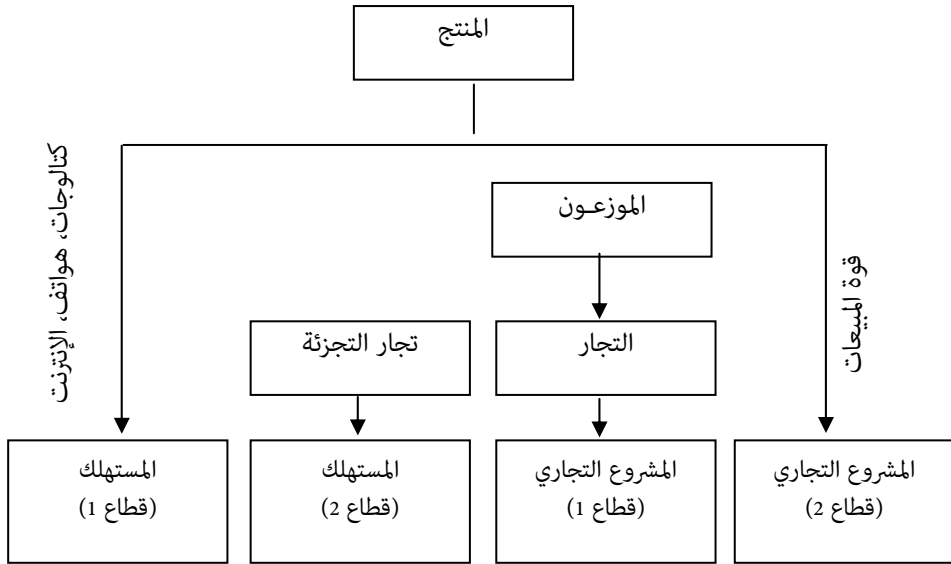 المنتج
كتالوجات، هواتف، الإنترنت
الموزعـون
قوة المبيعات
تجار التجزئة
التجار
المستهلك
(قطاع 1)
المستهلك
(قطاع 2)
المشروع التجاري
(قطاع 1)
المشروع التجاري
(قطاع 2)